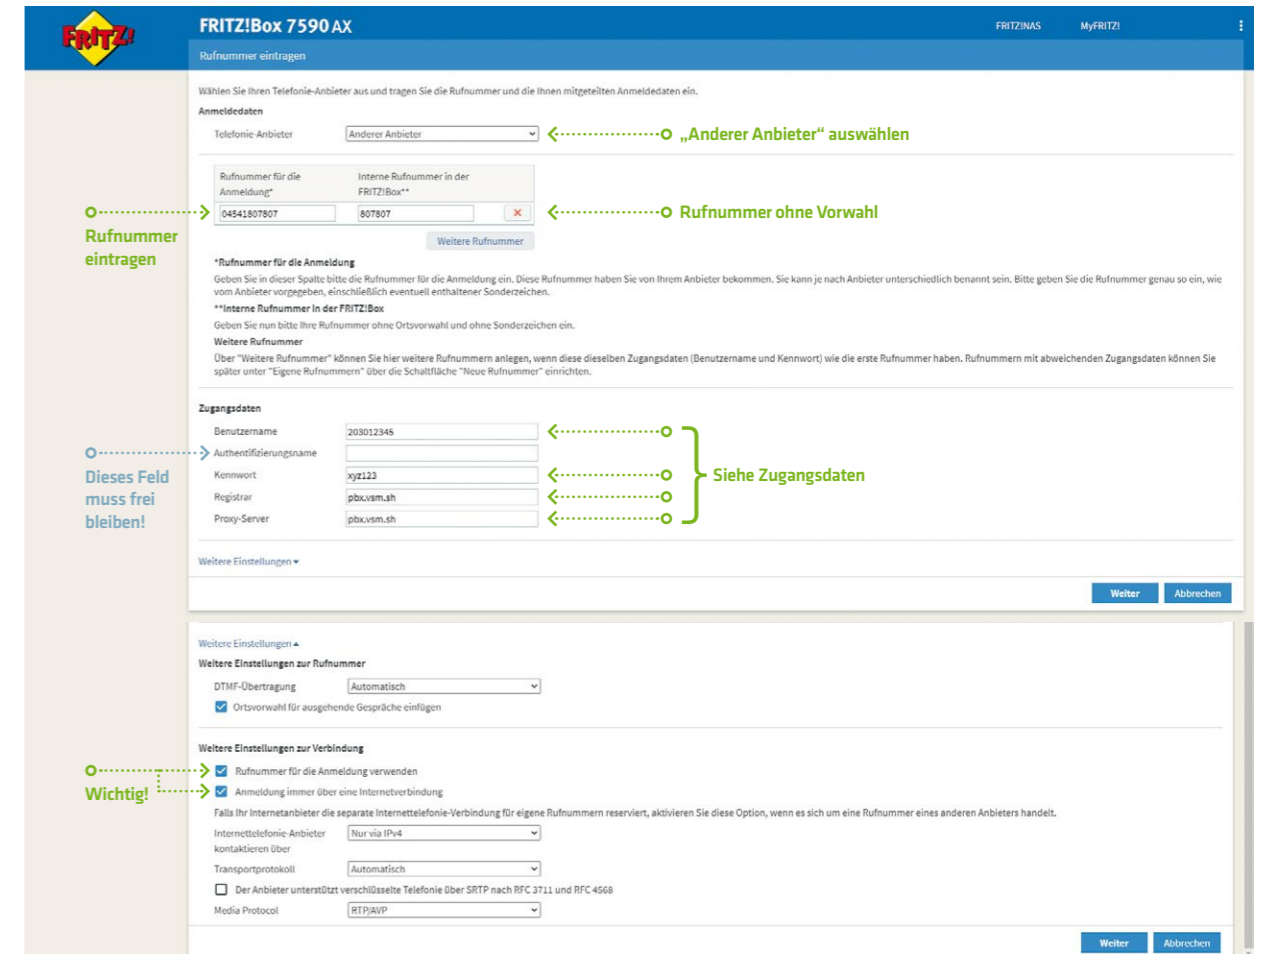 FRITZ!
FRITZ!Box 7590 AX
FRITZ!NAS
MyFRITZ!
Rufnummer eintragen
Wählen Sie Ihren Telefonie-Anbieter aus und tragen Sie die Rufnummer und die Ihnen mitgeteilten Anmeldedaten ein.
Anmeldedaten
Telefonie-Anbieter
Anderer Anbieter
„Anderer Anbieter“ auswählen
Rufnummer für die
Anmeldung*
Interne Rufnummer in der
FRITZ!Box**
04541807807
807807
Rufnummer ohne Vorwahl
Rufnummer
eintragen
Weitere Rufnummer
*Rufnummer für die Anmeldung
Geben Sie in dieser Spalte bitte die Rufnummer für die Anmeldung ein. Diese Rufnummer haben Sie von Ihrem Anbieter bekommen. Sie kann je nach Anbieter unterschiedlich benannt sein. Bitte geben Sie die Rufnummer genau so ein, wie
vom Anbieter vorgegeben, einschließlich eventuell enthaltener Sonderzeichen.
**Interne Rufnummer in der FRITZ!Box
Geben Sie nun bitte Ihre Rufnummer ohne Ortsvorwahl und ohne Sonderzeichen ein.
Weitere Rufnummer
Über "Weitere Rufnummer" können Sie hier weitere Rufnummern anlegen, wenn diese dieselben Zugangsdaten (Benutzername und Kennwort) wie die erste Rufnummer haben. Rufnummern mit abweichenden Zugangsdaten können Sie
später unter "Eigene Rufnummern" über die Schaltfläche "Neue Rufnummer" einrichten.
Zugangsdaten
Benutzername
203012345
Authentifizierungsname
Dieses Feld
muss frei
bleiben!
Kennwort
xyz123
Siehe Zugangsdaten
Registrar
pbx.vsm.sh
Proxy-Server
pbx.vsm.sh
Weitere Einstellungen
Weiter
Abbrechen
Weitere Einstellungen
Weitere Einstellungen zur Rufnummer
DTMF-Übertragung
Automatisch
Ortsvorwahl für ausgehende Gespräche einfügen
Weitere Einstellungen zur Verbindung
Rufnummer für die Anmeldung verwenden
Wichtig!
Anmeldung immer über eine Internetverbindung
Falls Ihr Internetanbieter die separate Internettelefonie-Verbindung für eigene Rufnummern reserviert, aktivieren Sie diese Option, wenn es sich um eine Rufnummer eines anderen Anbieters handelt.
Internettelefonie-Anbieter
kontaktieren über
Nur via IPv4
Transportprotokoll
Automatisch
Der Anbieter unterstützt verschlüsselte Telefonie über SRTP nach RFC 3711 und RFC 4568
Media Protocol
RTP/AVP
Weiter
Abbrechen